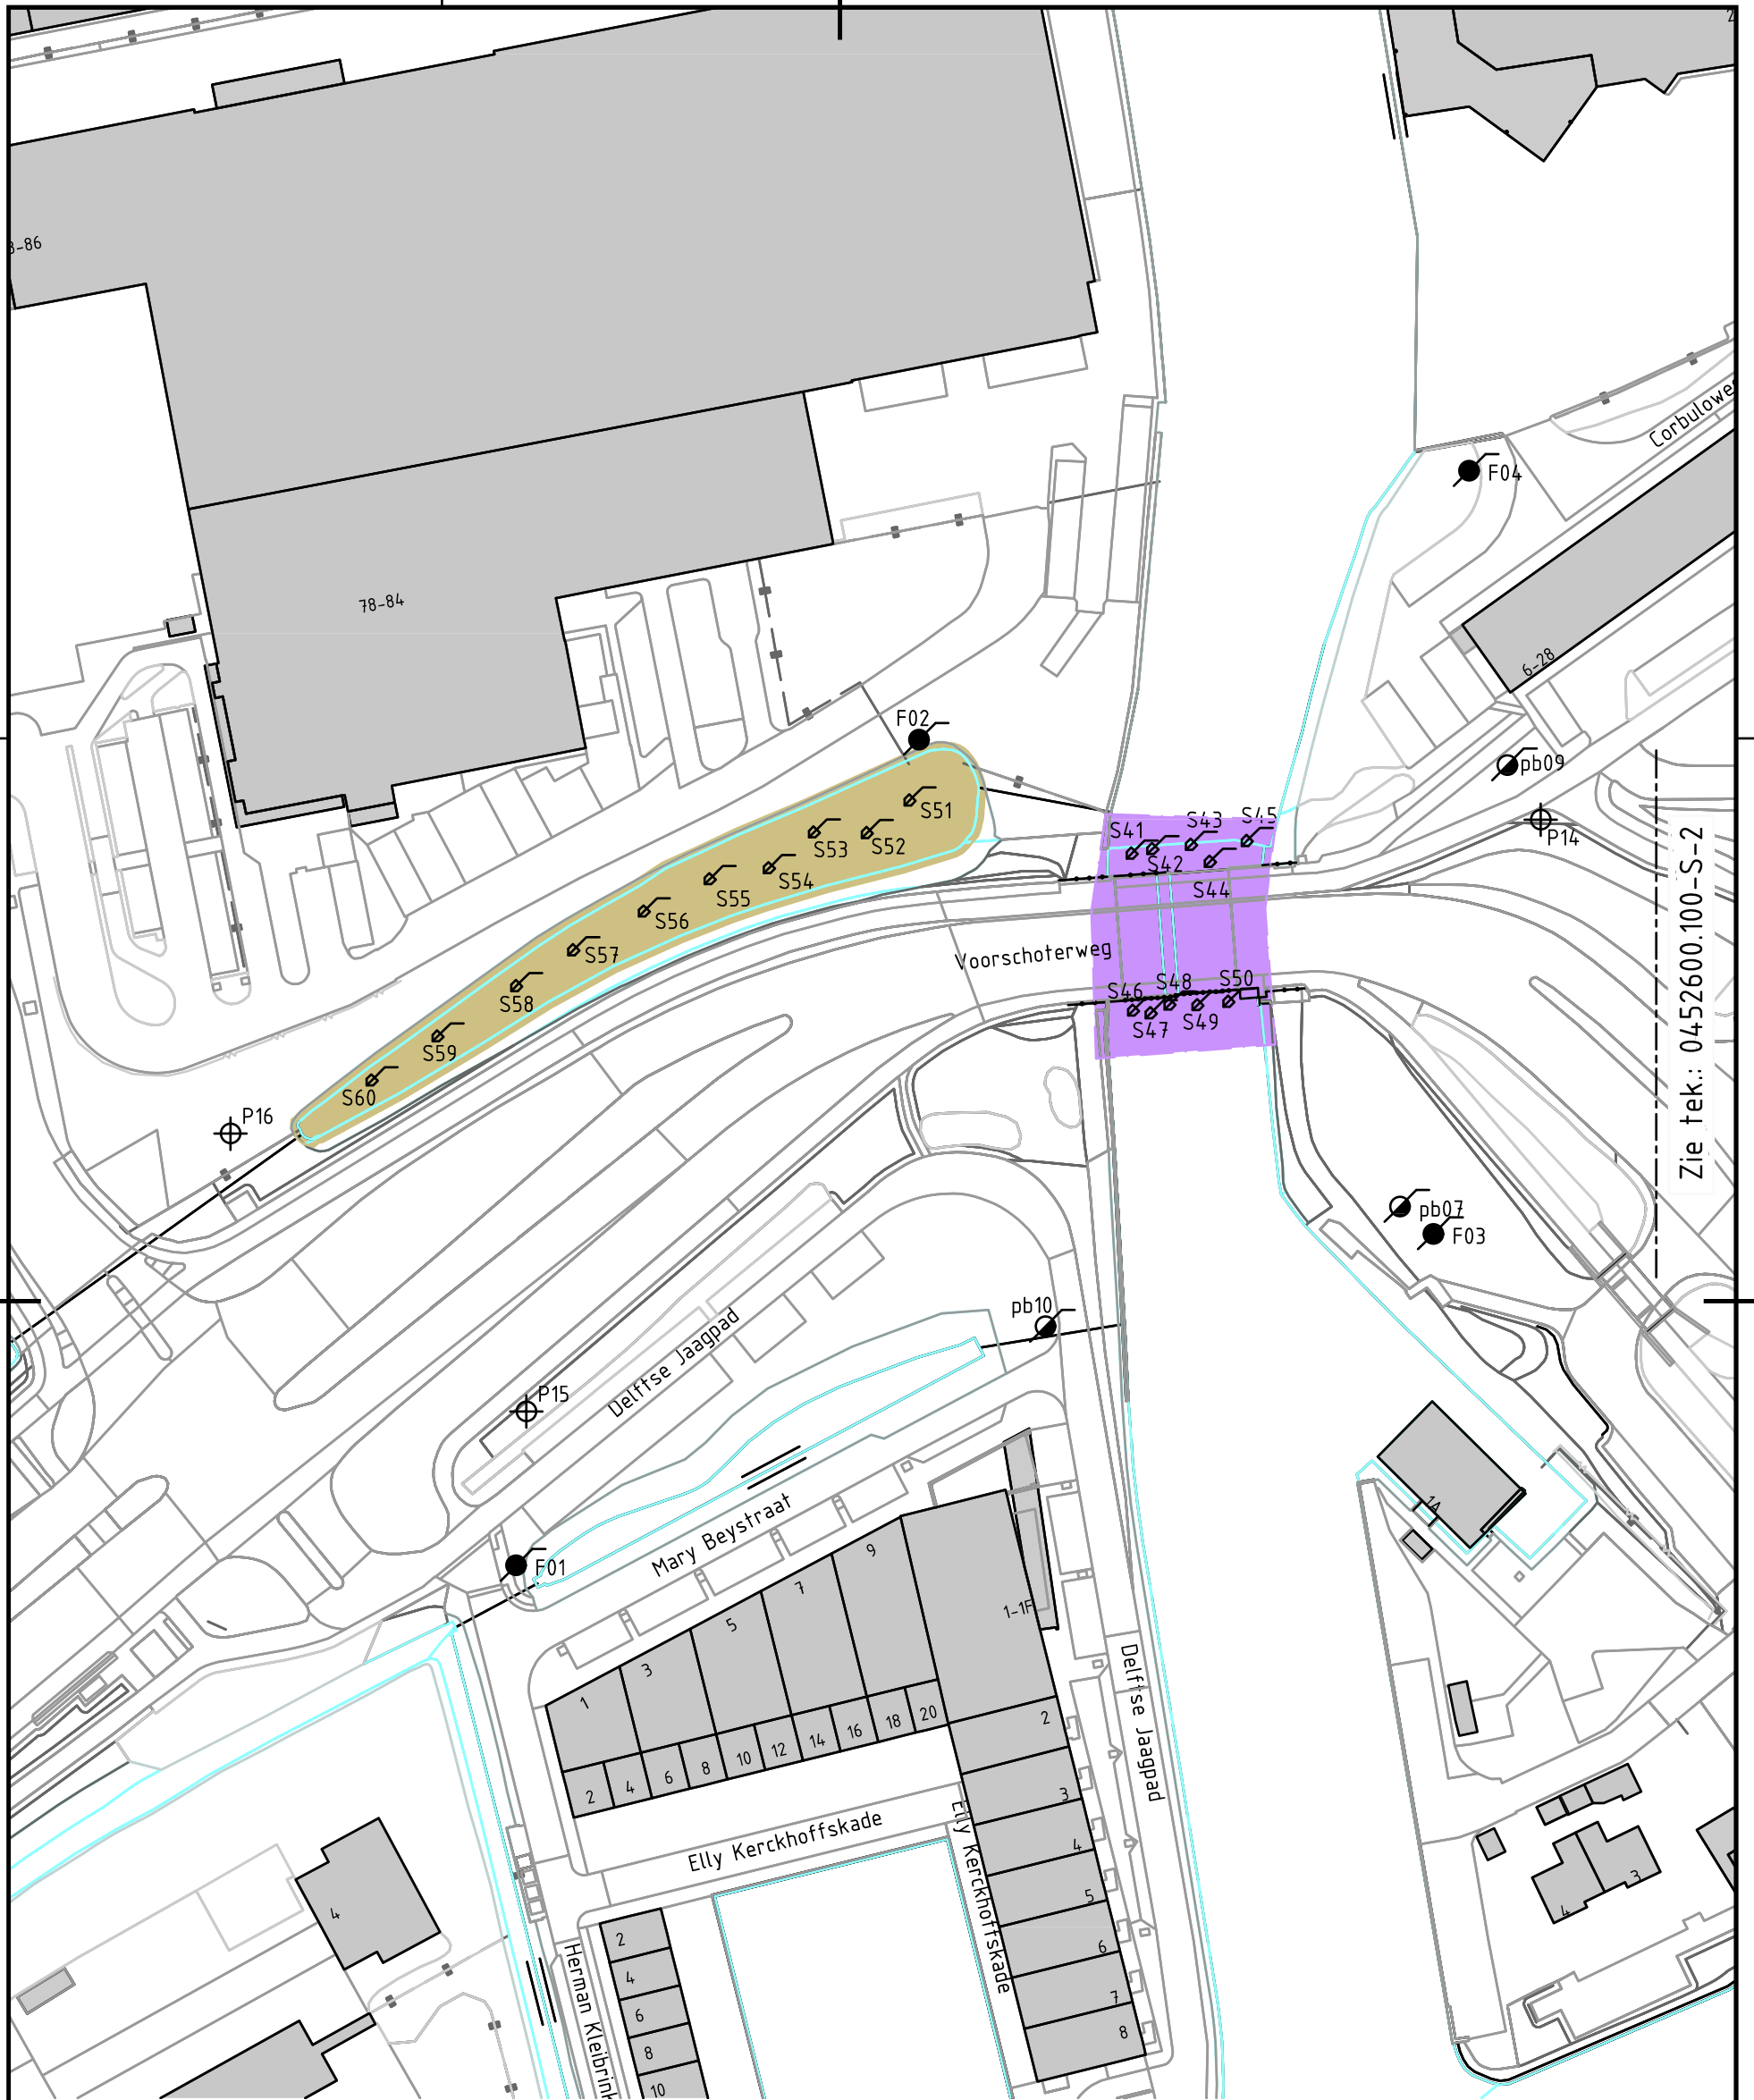 3-86
Corbuloweg
F04
78-84
6-28
F02
pb09
P14
S51
S53
S52
S41
S43
S45
S42
S44
S54
S55
S56
S57
S58
S59
S60
Voorschoterweg
S46
S48
S50
S47
S49
Zie tek.: 0452600.100-S-2
P16
pb07
F03
pb10
Delftse Jaagpad
P15
1A
Mary Beystraat
F01
9
7
5
3
1
1-1F
Delftse Jaagpad
2
4
6
8
10
12
14
16
18
20
2
3
4
5
6
7
8
Elly Kerckhoffskade
Elly Kerckhoffskade
4
3
4
Herman Kleibrink
2
4
6
8
10